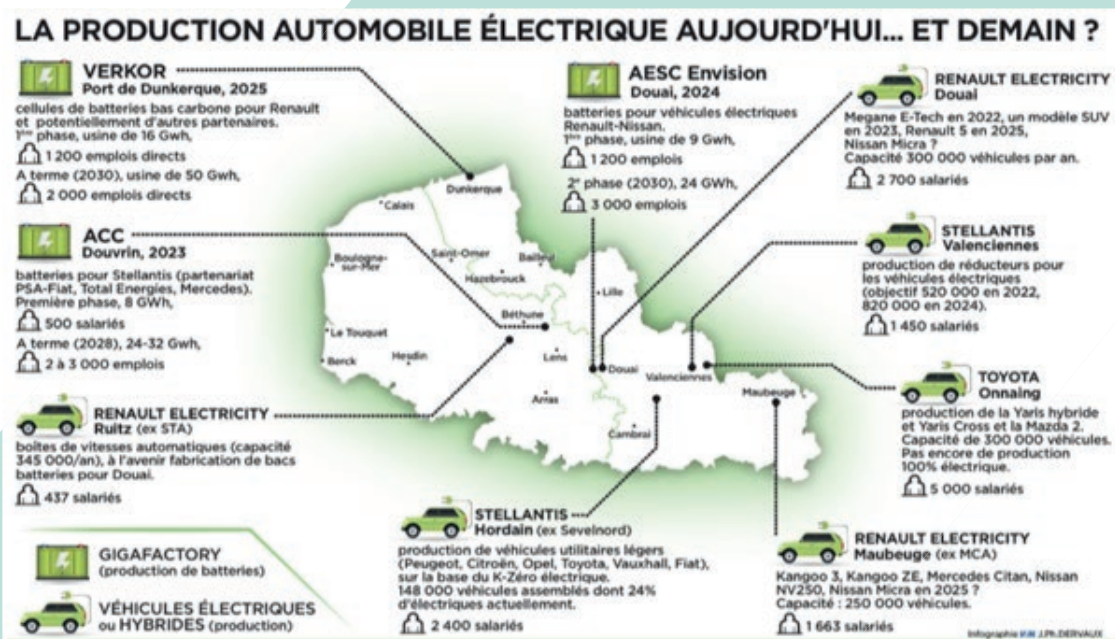 LA PRODUCTION AUTOMOBILE ÉLECTRIQUE AUJOURD'HUI... ET DEMAIN ?
VERKOR
Port de Dunkerque, 2025
cellules de batteries bas carbone pour Renault
et potentiellement d'autres partenaires.
1ère phase, usine de 16 Gwh,
1 200 emplois directs
A terme (2030), usine de 50 Gwh,
2 000 emplois directs
ACC
Douvrin, 2023
batteries pour Stellantis (partenariat
PSA-Fiat, Total Energies, Mercedes).
Première phase, 8 GWh,
500 salariés
A terme (2028), 24-32 Gwh,
2 à 3 000 emplois
RENAULT ELECTRICITY
Ruitz (ex STA)
boîtes de vitesses automatiques (capacité
345 000/an), à l'avenir fabrication de bacs
batteries pour Douai.
437 salariés
GIGAFACTORY
(production de batteries)
VÉHICULES ÉLECTRIQUES
ou HYBRIDES (production)
AESC Envision
Douai, 2024
batteries pour véhicules électriques
Renault-Nissan.
1ère phase, usine de 9 Gwh,
1 200 emplois
2e phase (2030), 24 GWh,
3 000 emplois
RENAULT ELECTRICITY
Douai
Megane E-Tech en 2022, un modèle SUV
en 2023, Renault 5 en 2025,
Nissan Micra ?
Capacité 300 000 véhicules par an.
2 700 salariés
STELLANTIS
Valenciennes
production de réducteurs pour
les véhicules électriques
(objectif 520 000 en 2022,
820 000 en 2024).
1 450 salariés
TOYOTA
Onnaing
production de la Yaris hybride
et Yaris Cross et la Mazda 2.
Capacité de 300 000 véhicules.
Pas encore de production
100% électrique.
5 000 salariés
STELLANTIS
Hordain (ex Sevelnord)
production de véhicules utilitaires légers
(Peugeot, Citroën, Opel, Toyota, Vauxhall, Fiat),
sur la base du K-Zéro électrique.
148 000 véhicules assemblés dont 24%
d'électriques actuellement.
2 400 salariés
RENAULT ELECTRICITY
Maubeuge (ex MCA)
Kangoo 3, Kangoo ZE, Mercedes Citan, Nissan
NV250, Nissan Micra en 2025 ?
Capacité : 250 000 véhicules.
1 663 salariés
Dunkerque
Calais
Boulogne-
sur-Mer
Saint-Omer
Bailleul
Hazebrouck
Lille
Béthune
Le Touquet
Berck
Hesdin
Lens
Arras
Douai
Valenciennes
Maubeuge
Cambrai
Infographie J.Ph.DERVAUX